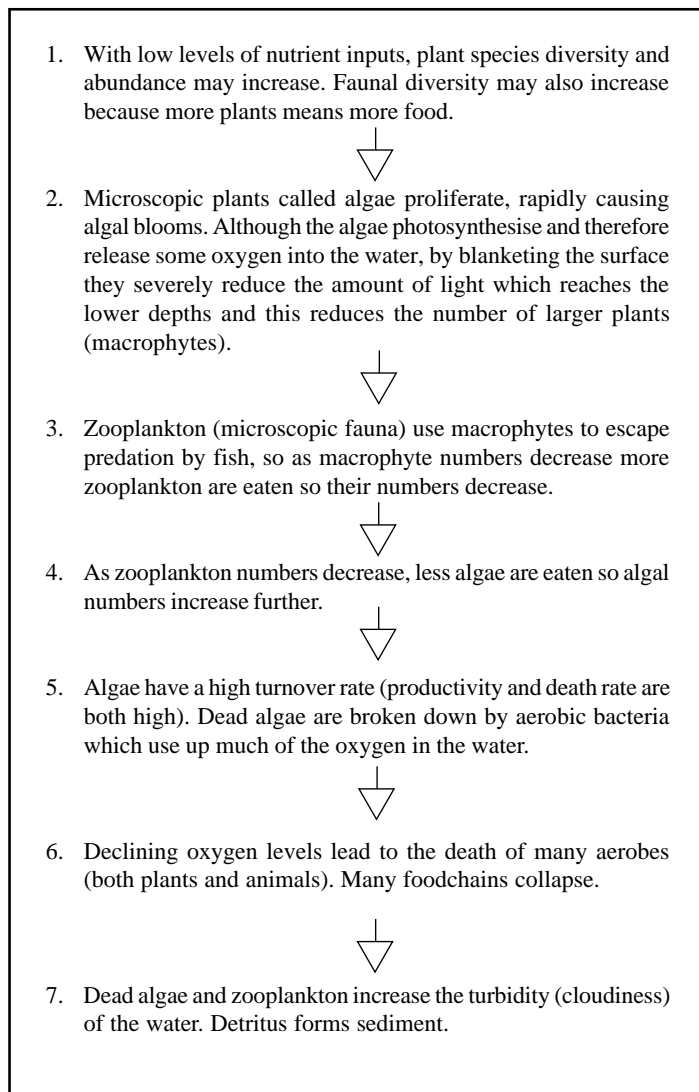 1. With low levels of nutrient inputs, plant species diversity and
abundance may increase. Faunal diversity may also increase
because more plants means more food.
2. Microscopic plants called algae proliferate, rapidly causing
algal blooms. Although the algae photosynthesise and therefore
release some oxygen into the water, by blanketing the surface
they severely reduce the amount of light which reaches the
lower depths and this reduces the number of larger plants
(macrophytes).
3. Zooplankton (microscopic fauna) use macrophytes to escape
predation by fish, so as macrophyte numbers decrease more
zooplankton are eaten so their numbers decrease.
4. As zooplankton numbers decrease, less algae are eaten so algal
numbers increase further.
5. Algae have a high turnover rate (productivity and death rate are
both high). Dead algae are broken down by aerobic bacteria
which use up much of the oxygen in the water.
6. Declining oxygen levels lead to the death of many aerobes
(both plants and animals). Many foodchains collapse.
7. Dead algae and zooplankton increase the turbidity (cloudiness)
of the water. Detritus forms sediment.